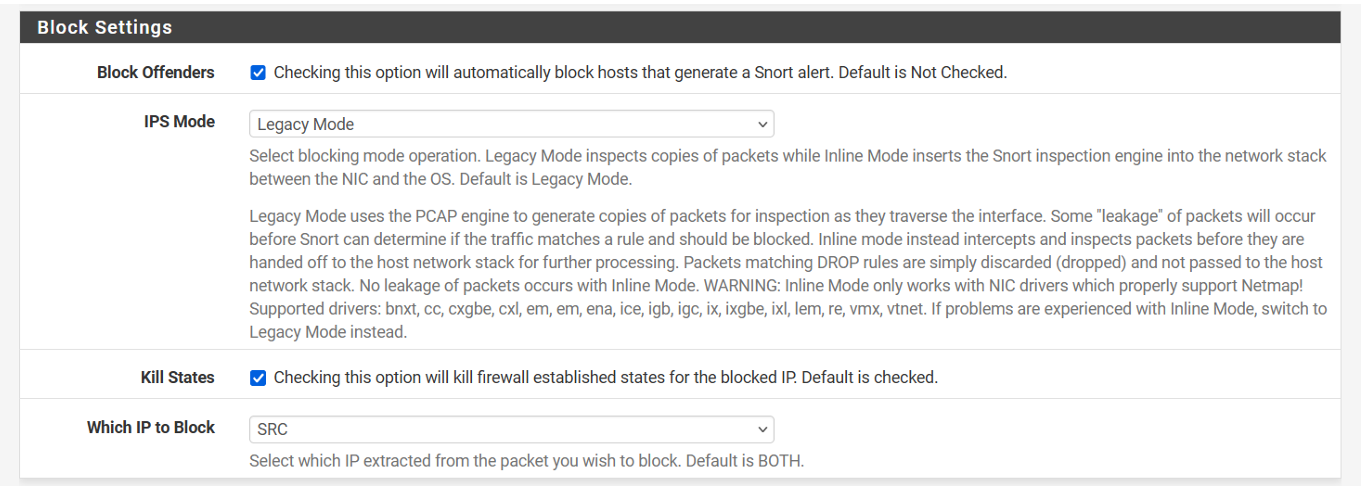 Block Settings
Block Offenders
Checking this option will automatically block hosts that generate a Snort alert. Default is Not Checked.
IPS Mode
Legacy Mode
Select blocking mode operation. Legacy Mode inspects copies of packets while Inline Mode inserts the Snort inspection engine into the network stack
between the NIC and the OS. Default is Legacy Mode.
Legacy Mode uses the PCAP engine to generate copies of packets for inspection as they traverse the interface. Some "leakage" of packets will occur
before Snort can determine if the traffic matches a rule and should be blocked. Inline mode instead intercepts and inspects packets before they are
handed off to the host network stack for further processing. Packets matching DROP rules are simply discarded (dropped) and not passed to the host
network stack. No leakage of packets occurs with Inline Mode. WARNING: Inline Mode only works with NIC drivers which properly support Netmap!
Supported drivers: bnxt, cc, cxgbe, cxl, em, em, ena, ice, igb, igc, ix, ixgbe, ixl, lem, re, vmx, vtnet. If problems are experienced with Inline Mode, switch to
Legacy Mode instead.
Kill States
Checking this option will kill firewall established states for the blocked IP. Default is checked.
Which IP to Block
SRC
Select which IP extracted from the packet you wish to block. Default is BOTH.